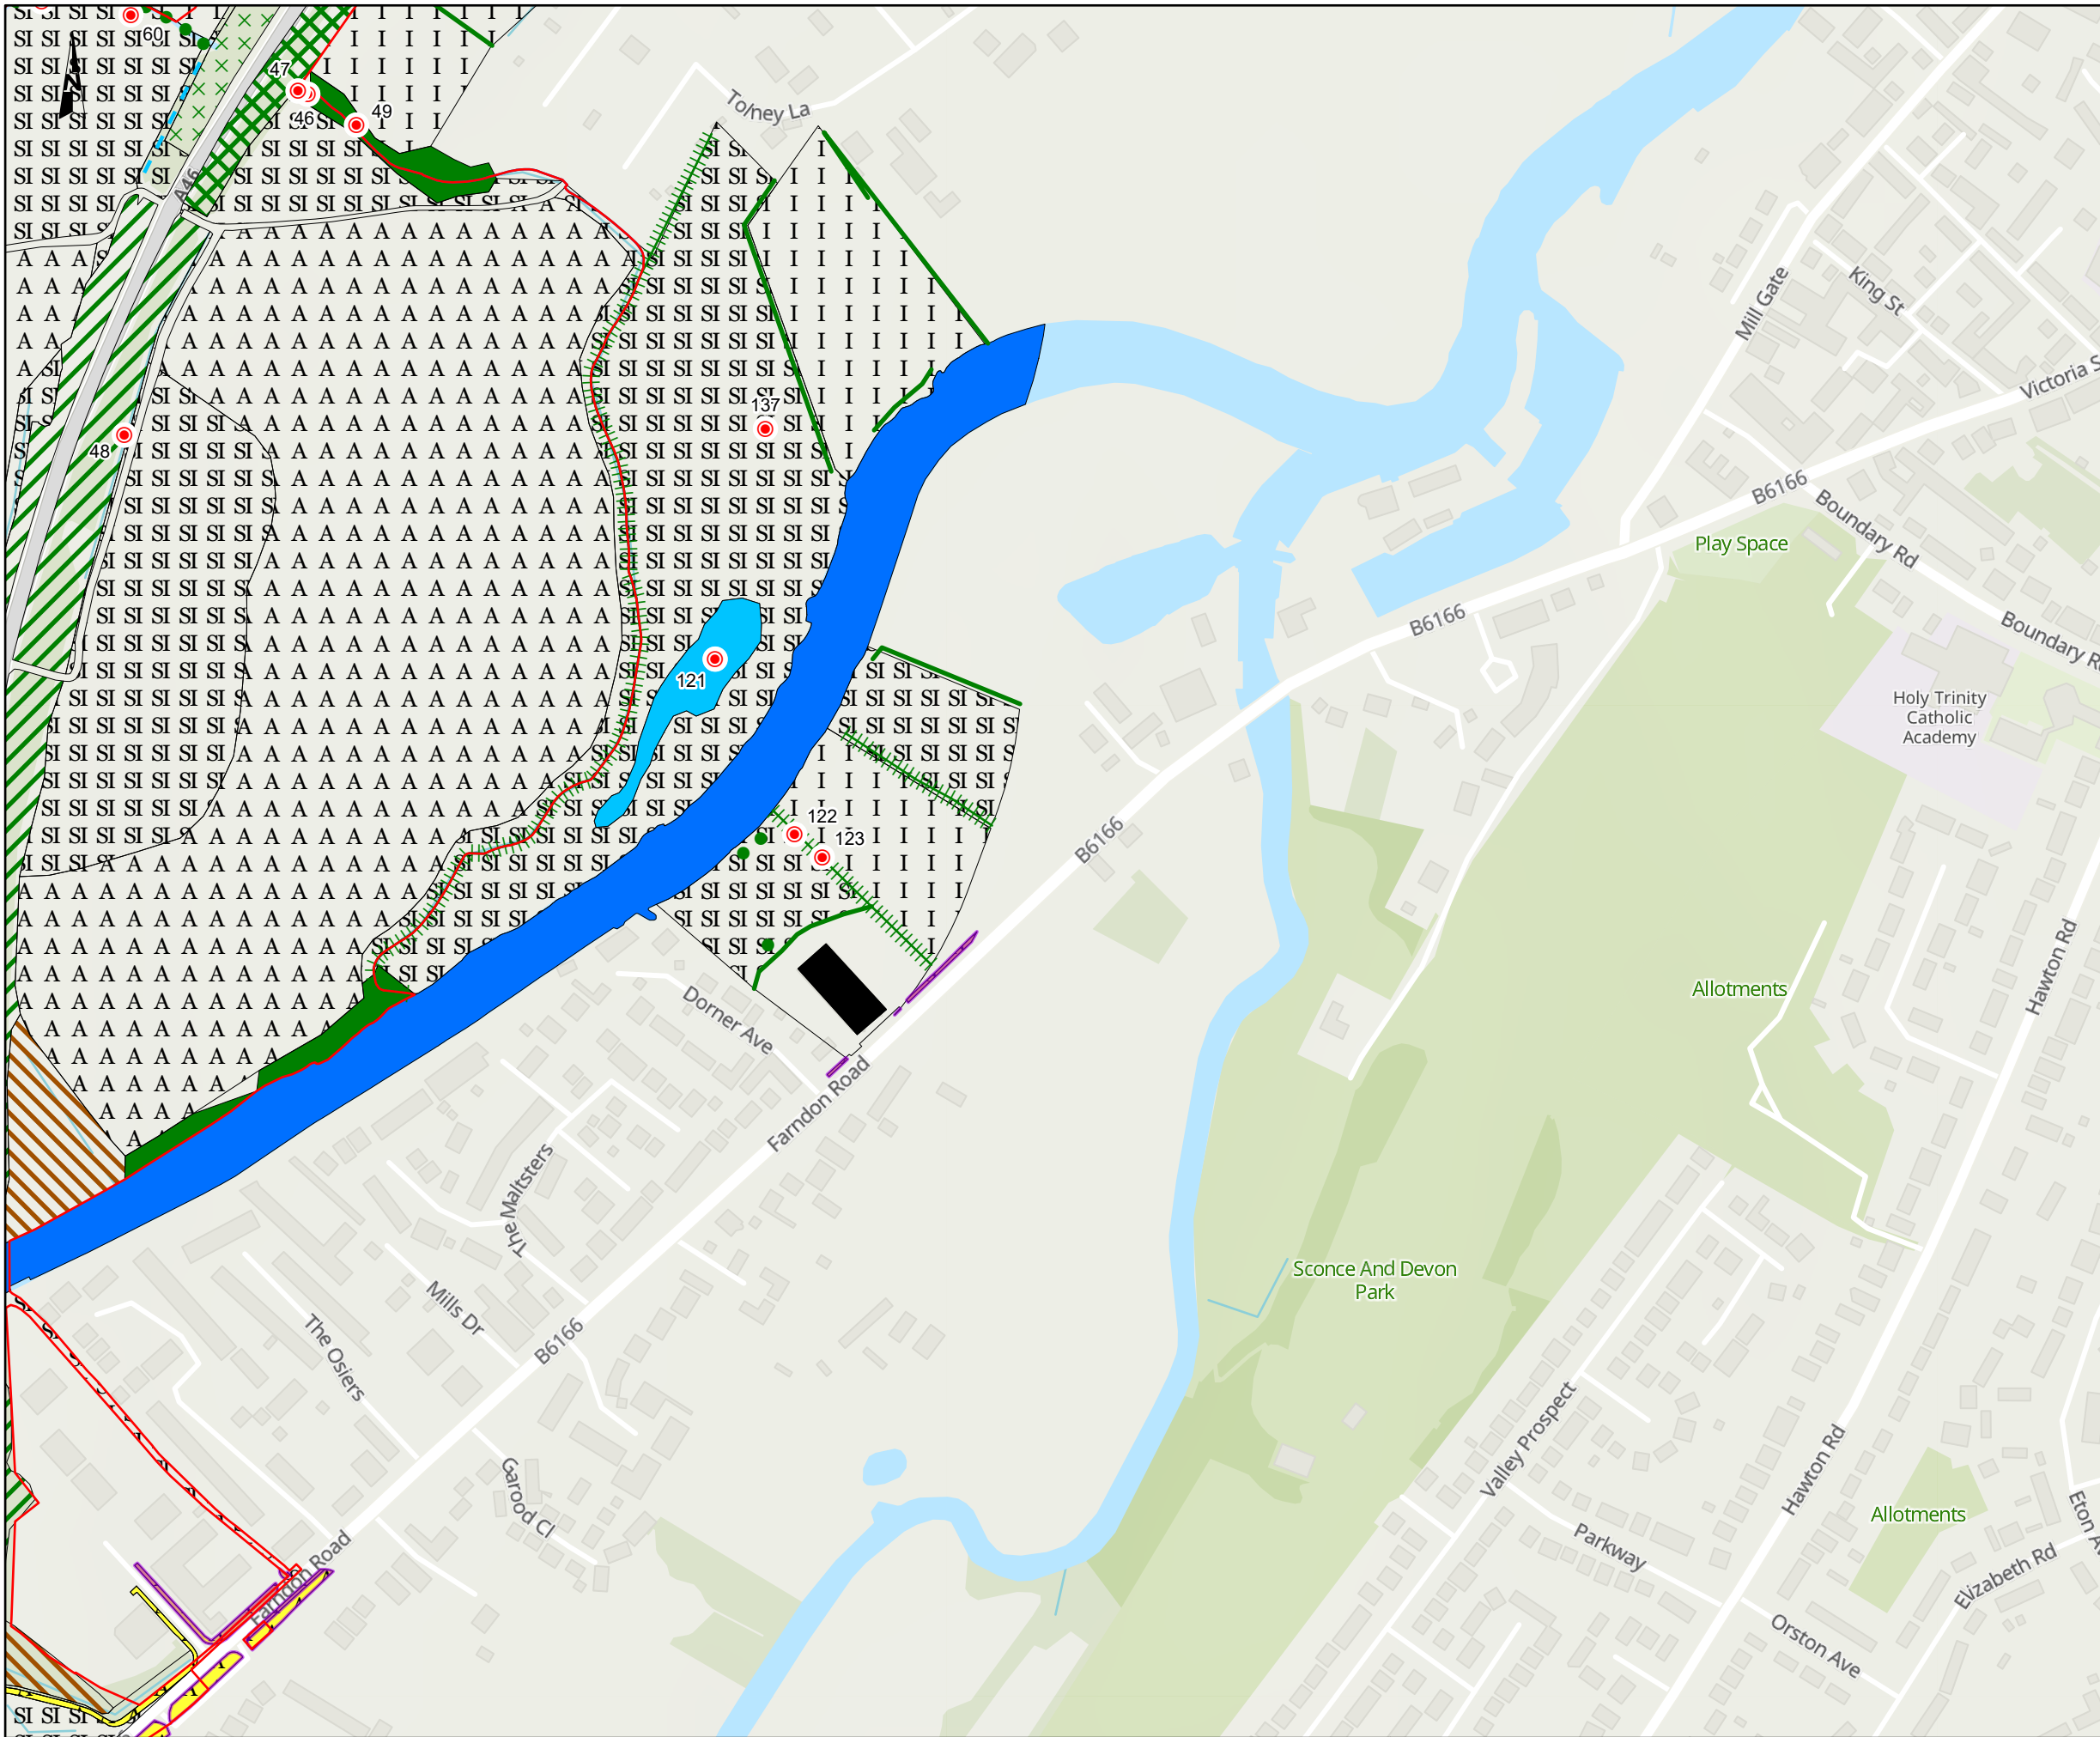 60
47
46
49
A46
N
Tolney La
Mill Gate
King St
Victoria S
137
48
B6166
Boundary Rd
Play Space
B6166
Boundary Rd
121
Holy Trinity
Catholic
Academy
122
123
B6166
Dorner Ave
Allotments
Hawton Rd
Farndon Road
The Maltsters
Sconce And Devon
Park
Mills Dr
The Osiers
B6166
Valley Prospect
Hawton Rd
Garood Cl
Allotments
Eton A
Parkway
Elizabeth Rd
Farndon Road
Orston Ave